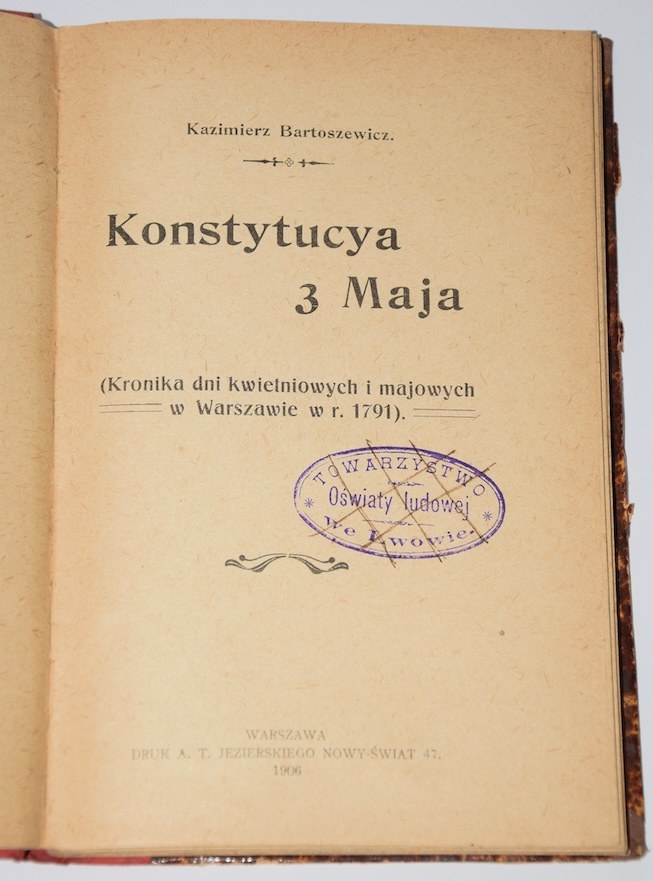 Kazimierz Bartoszewicz.
Konstytucya
3 Maja
(Kronika dni kwietniowych i majowych
w Warszawie w r. 1791).
TOWARZYSTWO
Oświaty ludowej
We Lwowie.
WARSZAWA
DRUK A. T. JEZIERSKIEGO NOWY-ŚWIAT 47.
1906